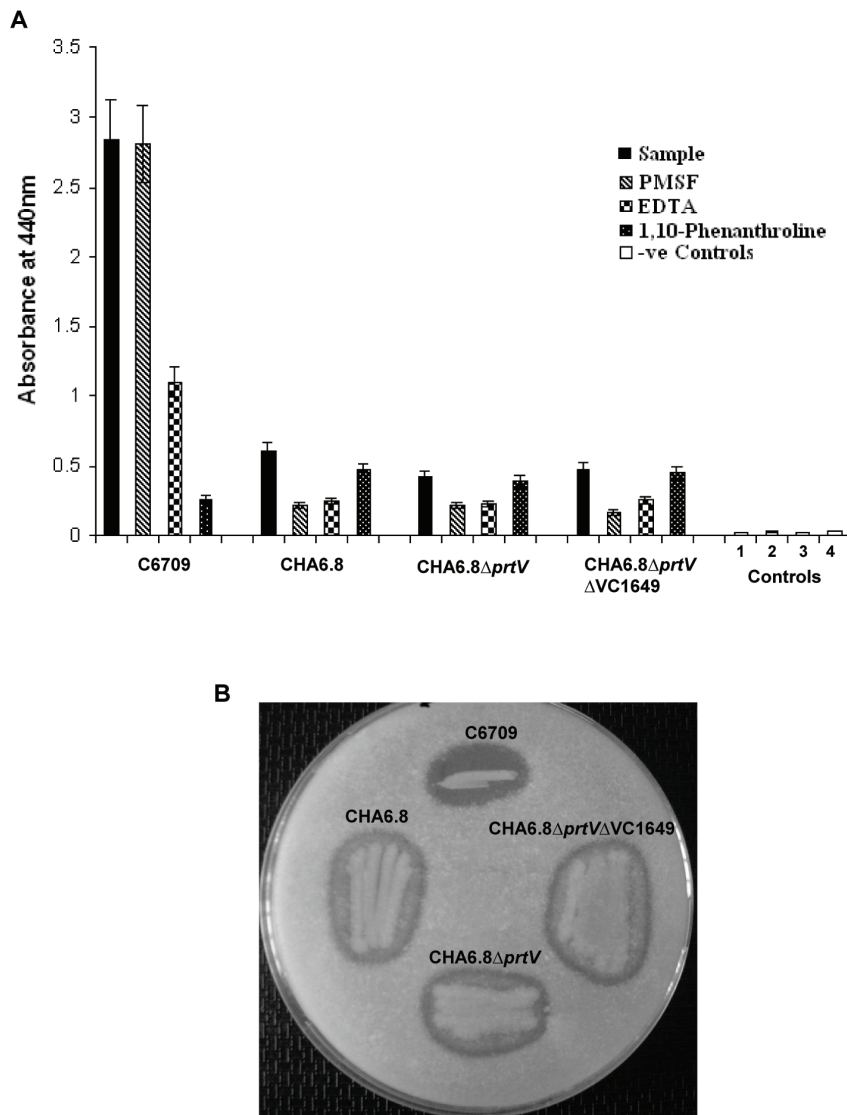 A
3.5
3
2.5
2
1.5
1
0.5
0
Absorbance at 440nm
Sample
PMSF
EDTA
1,10-Phenanthroline
-ve Controls
C6709
CHA6.8
CHA6.8ΔprtV
CHA6.8ΔprtV
ΔVC1649
1 2 3 4
Controls
B
C6709
CHA6.8
CHA6.8ΔprtVΔVC1649
CHA6.8ΔprtV